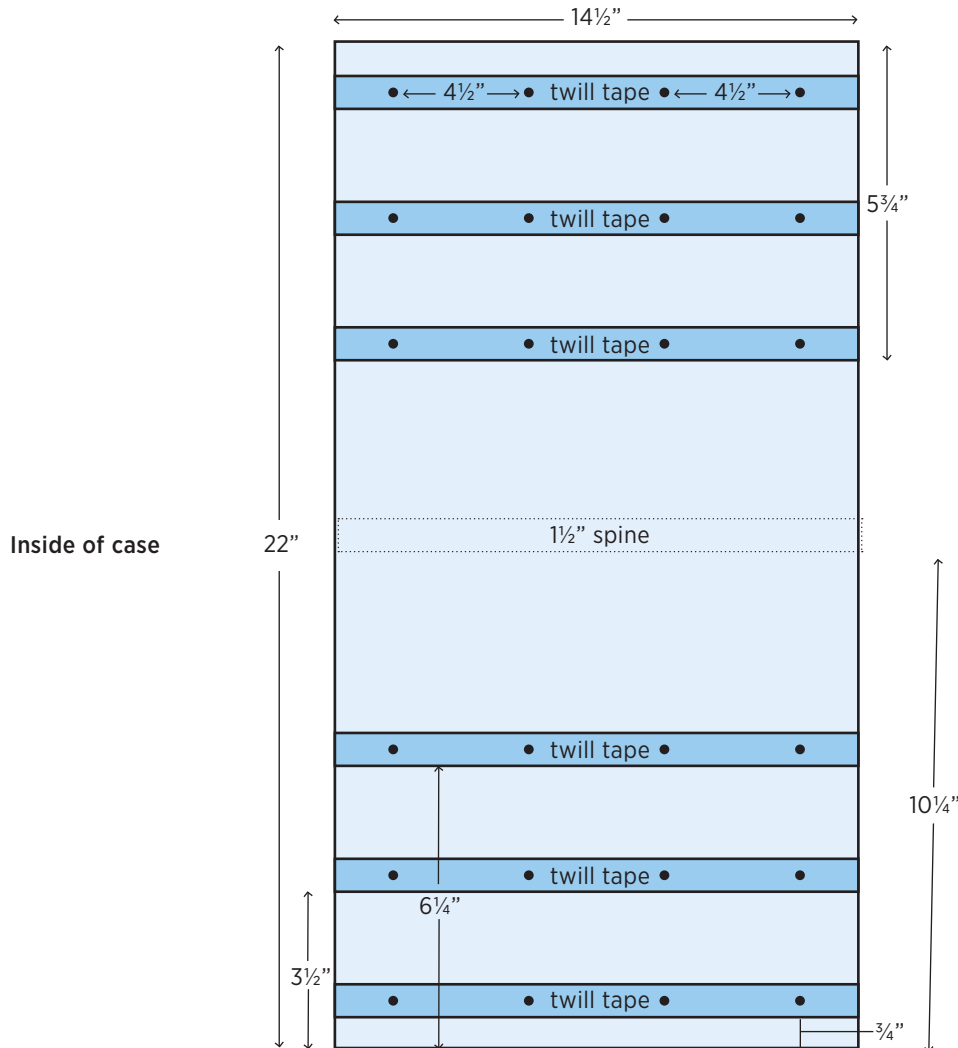 14½”
4½” twill tape 4½”
5¾”
twill tape
twill tape
Inside of case
22”
1½” spine
twill tape
10¼”
twill tape
6¼”
3½”
twill tape
¾”